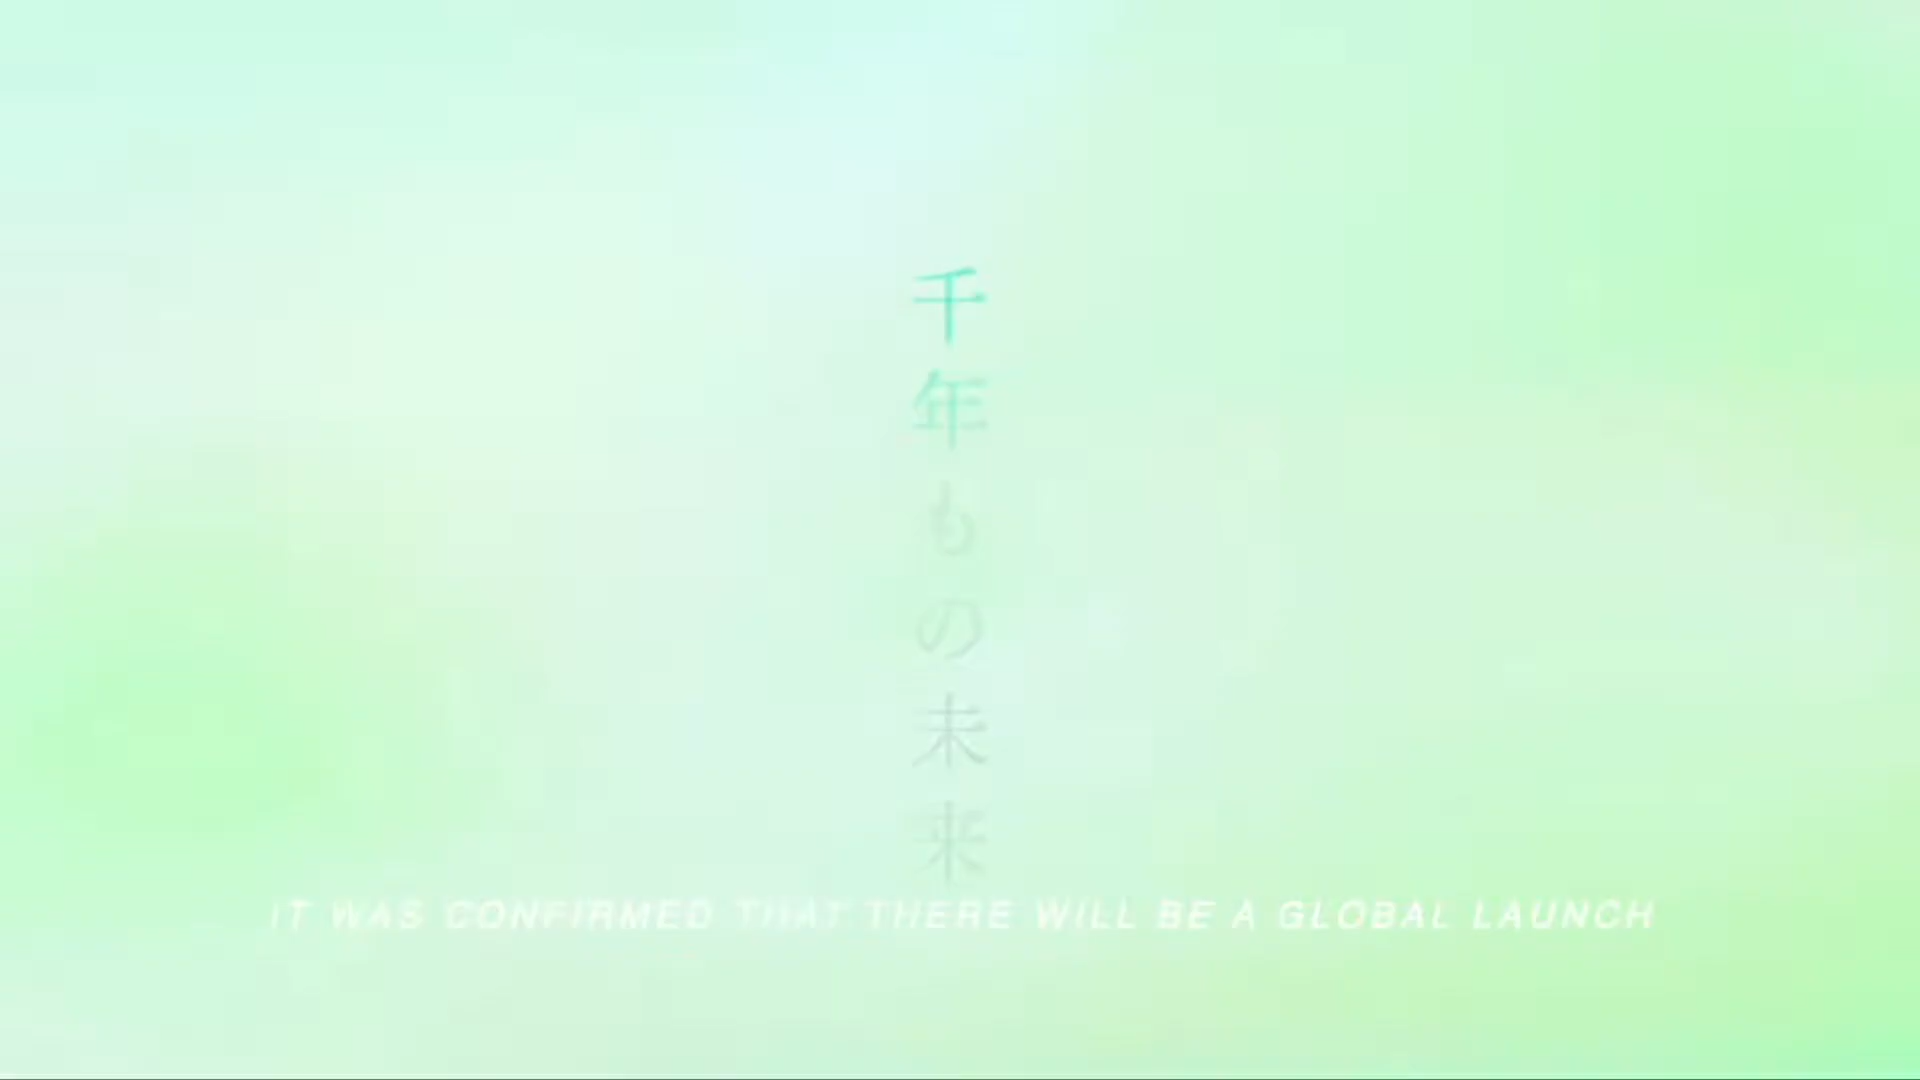 千年もの未来
IT WAS CONFIRMED THAT THERE WILL BE A GLOBAL LAUNCH